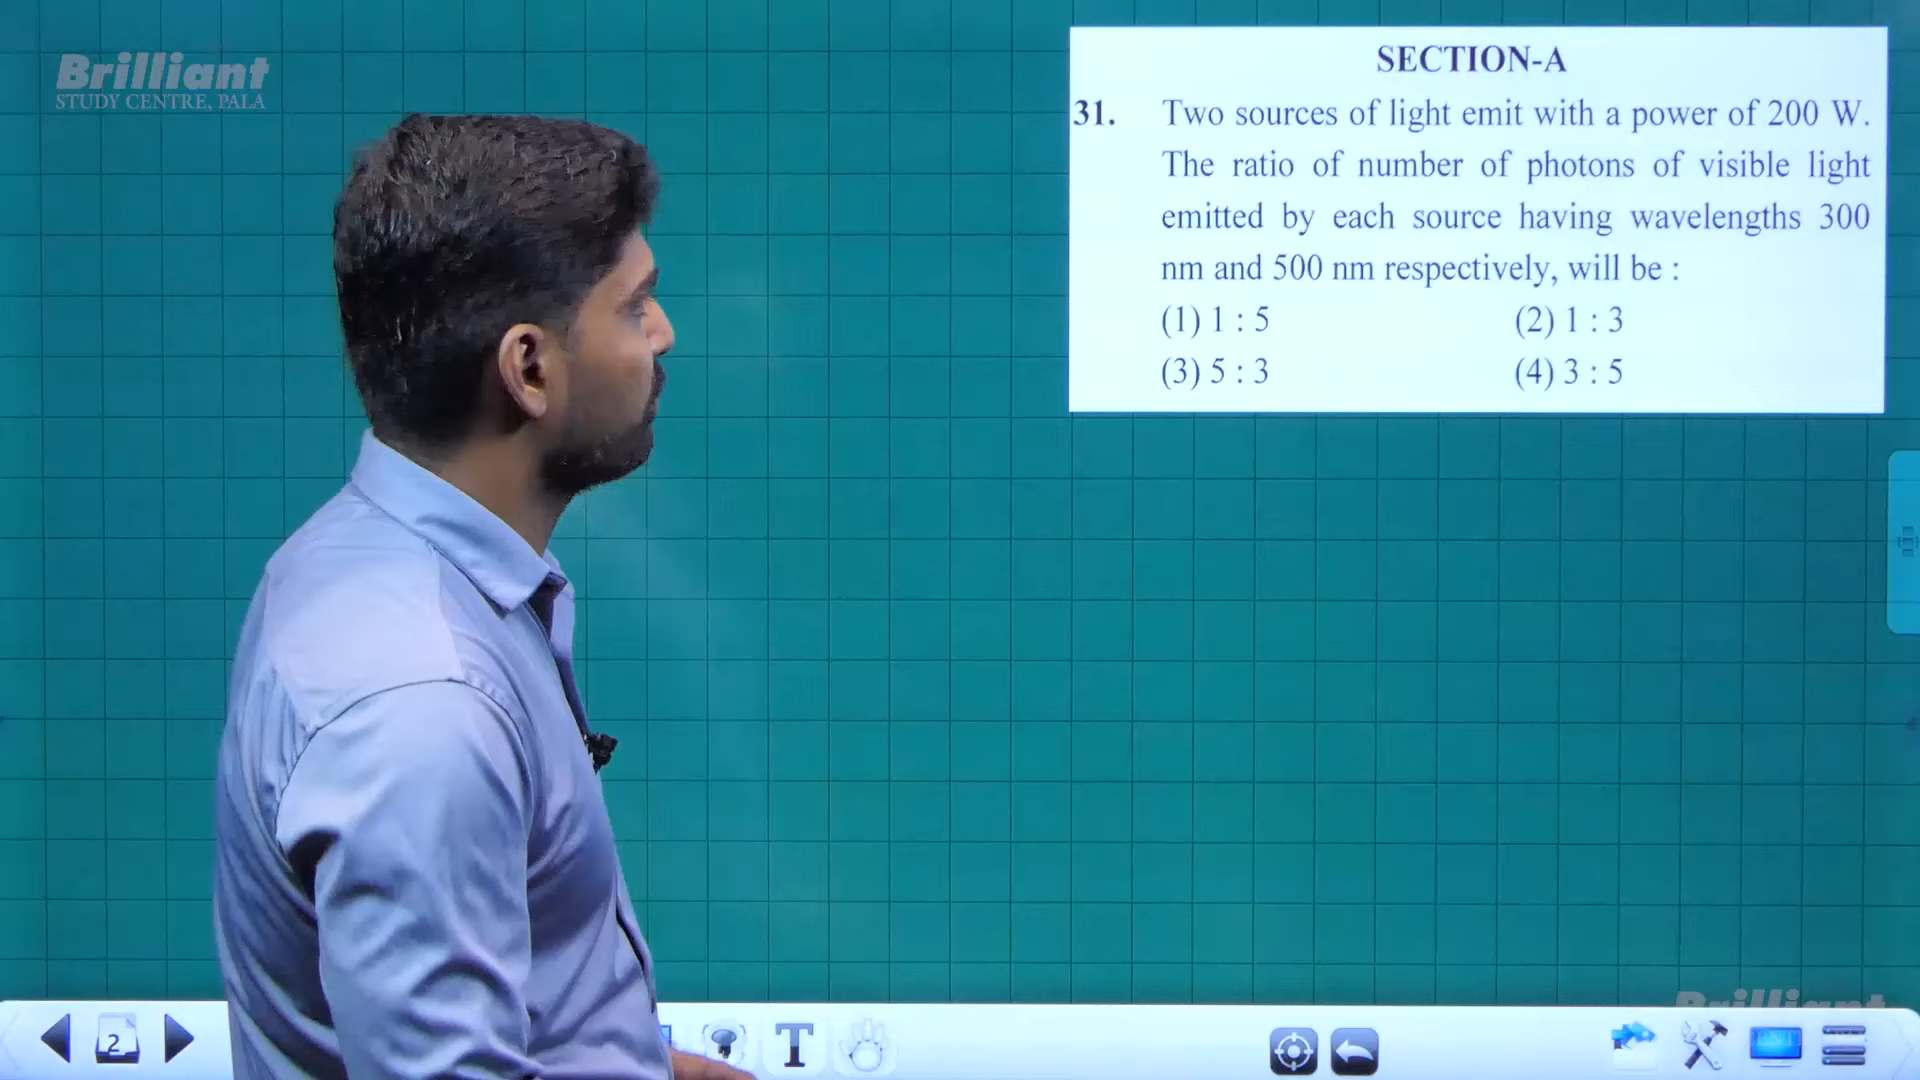 Brilliant
STUDY CENTRE, PALA
SECTION-A
31. Two sources of light emit with a power of 200 W.
The ratio of number of photons of visible light
emitted by each source having wavelengths 300
nm and 500 nm respectively, will be :
(1) 1 : 5 (2) 1 : 3
(3) 5 : 3 (4) 3 : 5
2
T
Brilliant